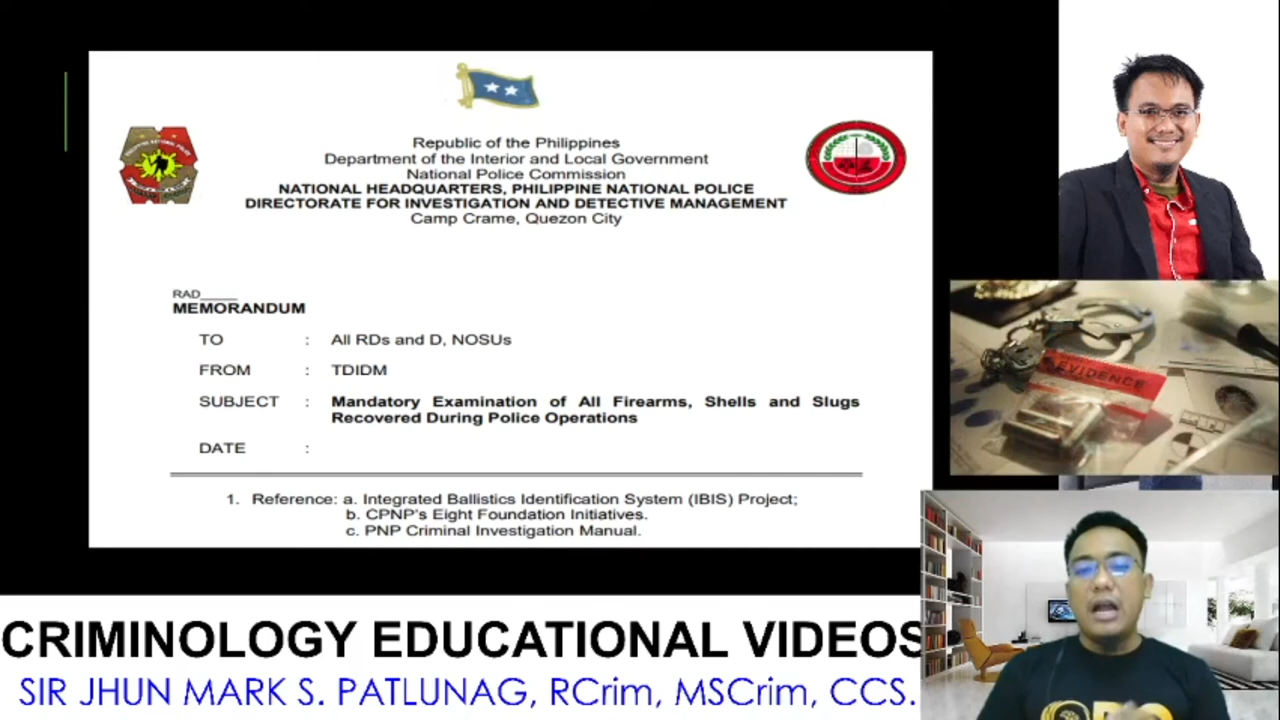 Republic of the Philippines
Department of the Interior and Local Government
National Police Commission
NATIONAL HEADQUARTERS, PHILIPPINE NATIONAL POLICE
DIRECTORATE FOR INVESTIGATION AND DETECTIVE MANAGEMENT
Camp Crame, Quezon City
RAD_____
MEMORANDUM
TO : All RDs and D, NOSUs
FROM : TDIDM
SUBJECT : Mandatory Examination of All Firearms, Shells and Slugs
Recovered During Police Operations
DATE :
1. Reference: a. Integrated Ballistics Identification System (IBIS) Project;
b. CPNP's Eight Foundation Initiatives.
c. PNP Criminal Investigation Manual.
EVIDENCE
CRIMINOLOGY EDUCATIONAL VIDEOS
SIR JHUN MARK S. PATLUNAG, RCrim, MSCrim, CCS.